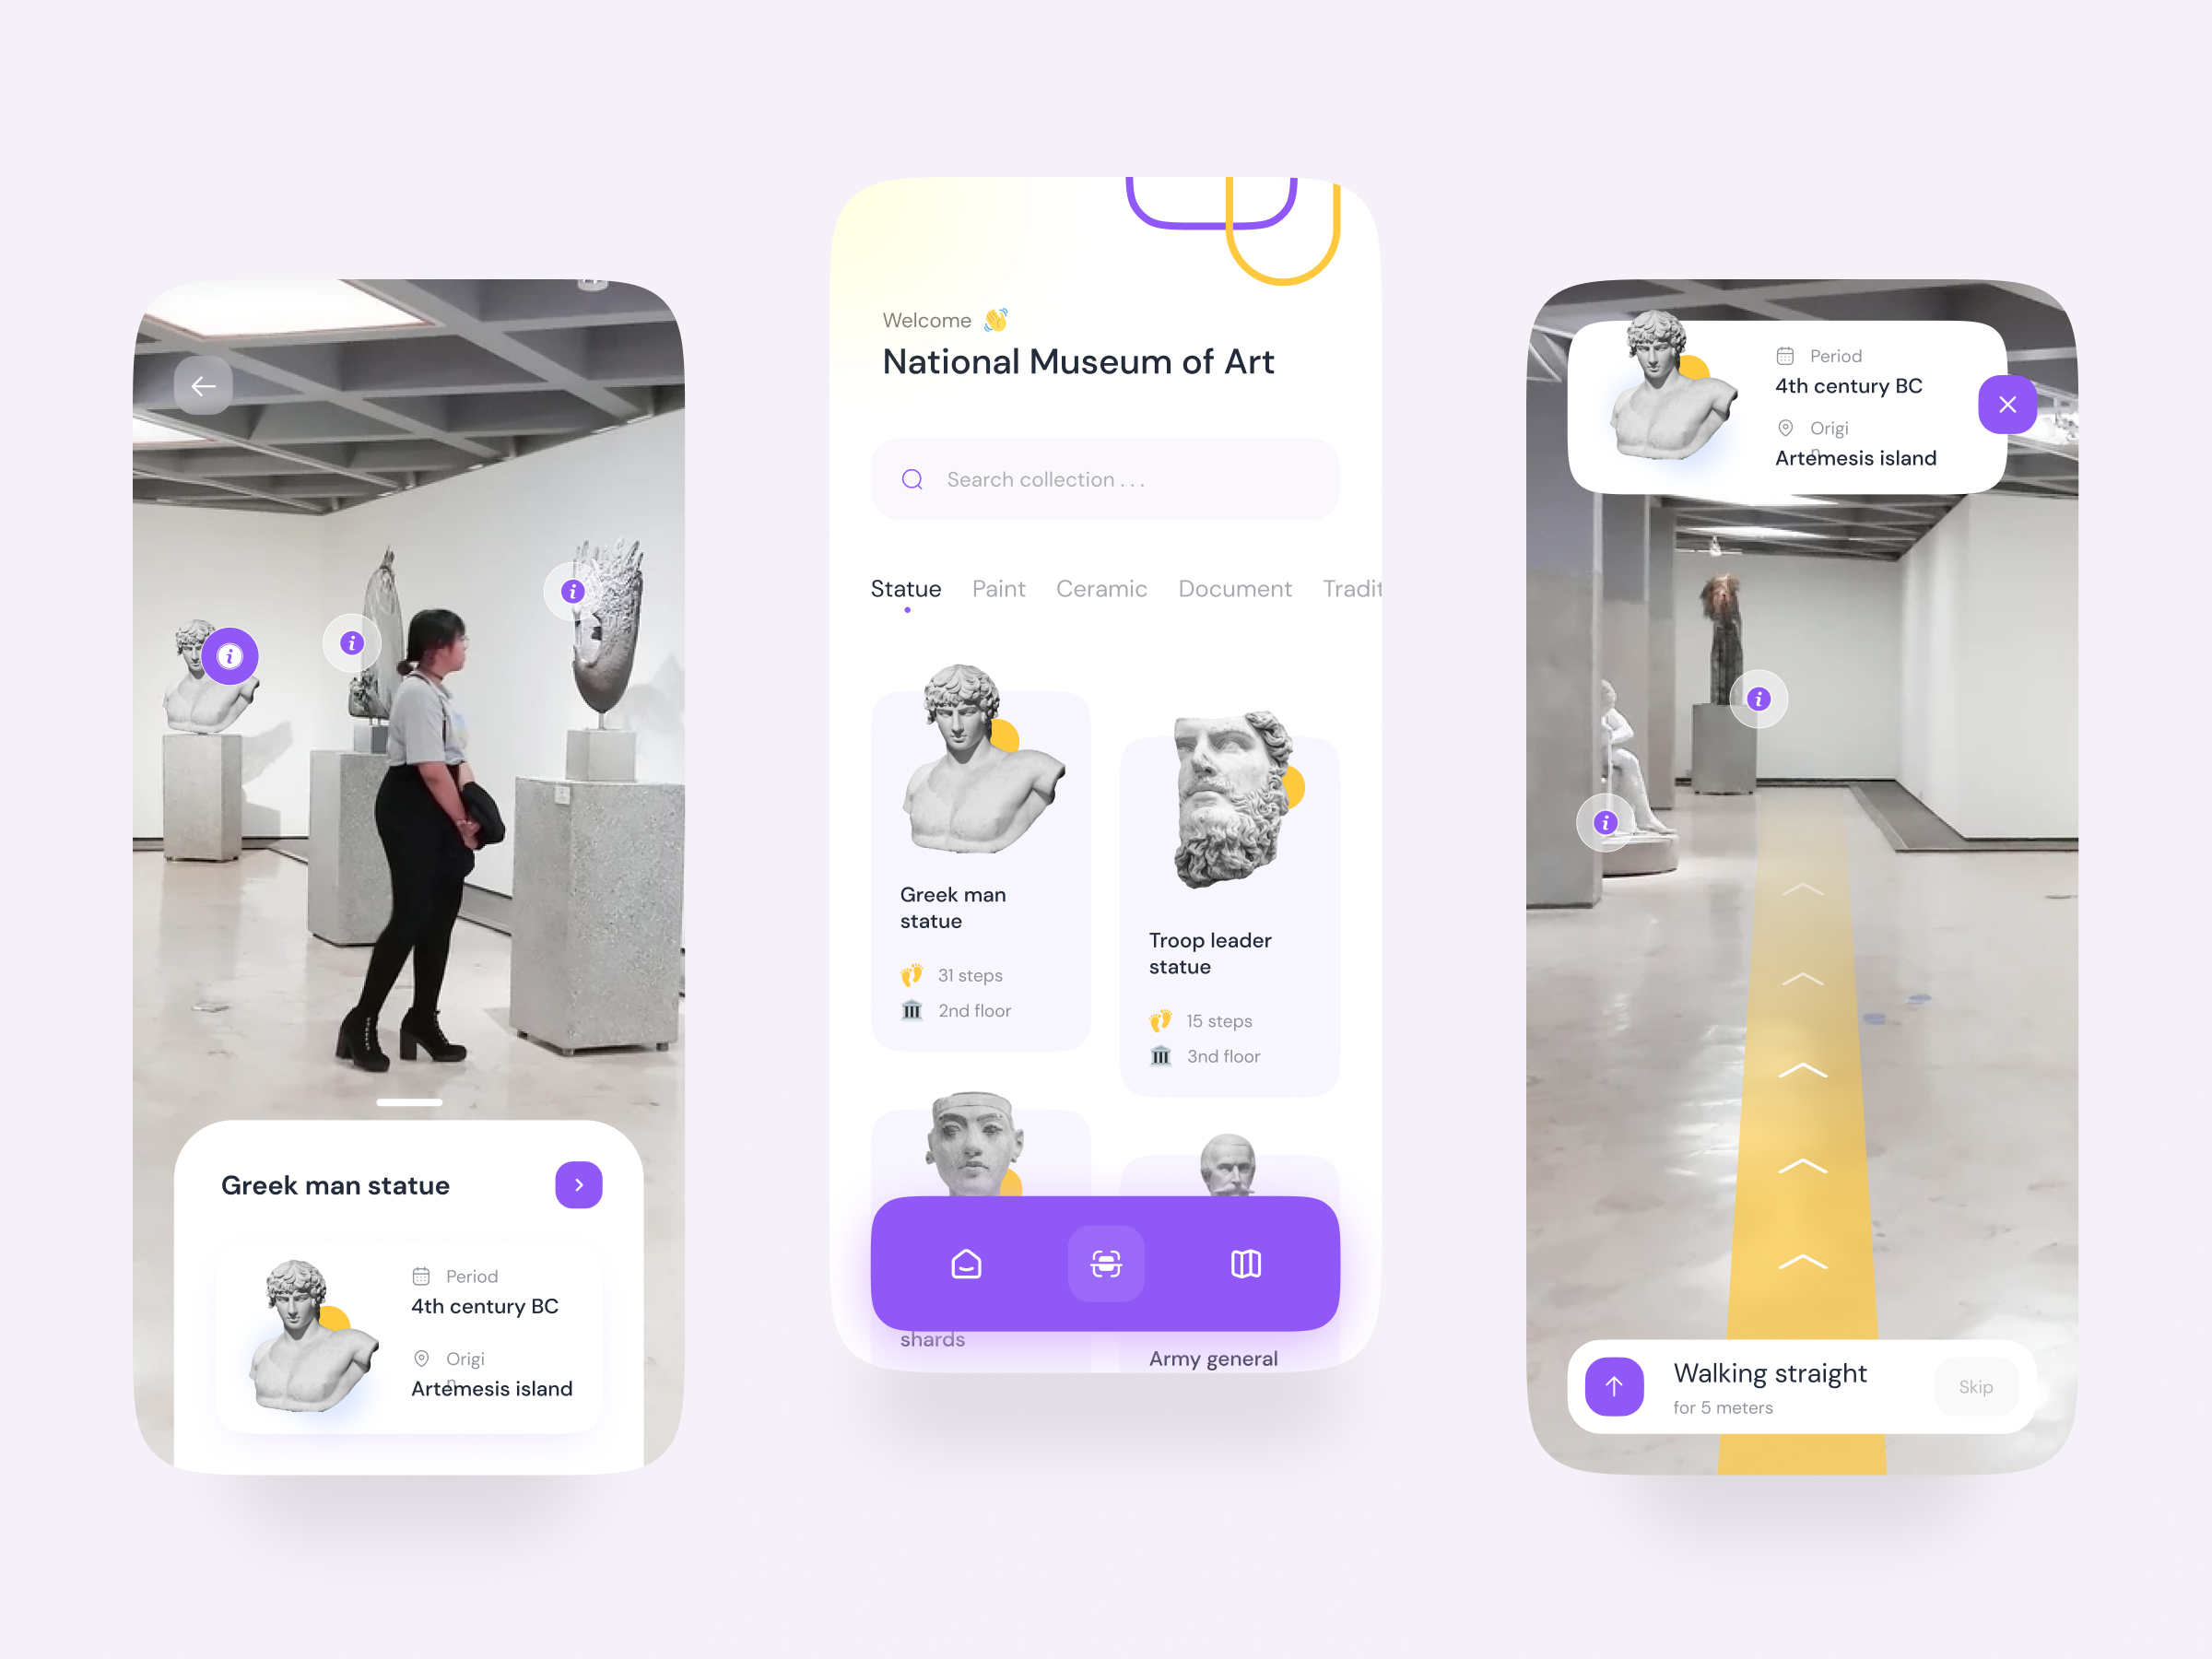 Greek man statue
Period
4th century BC
Origi
n
Artemesis island
Welcome 👋
National Museum of Art
Search collection . . .
Statue Paint Ceramic Document Tradit
Greek man
statue
31 steps
2nd floor
Troop leader
statue
15 steps
3nd floor
shards
Army general
Period
4th century BC
Origi
n
Artemesis island
Walking straight
for 5 meters
Skip